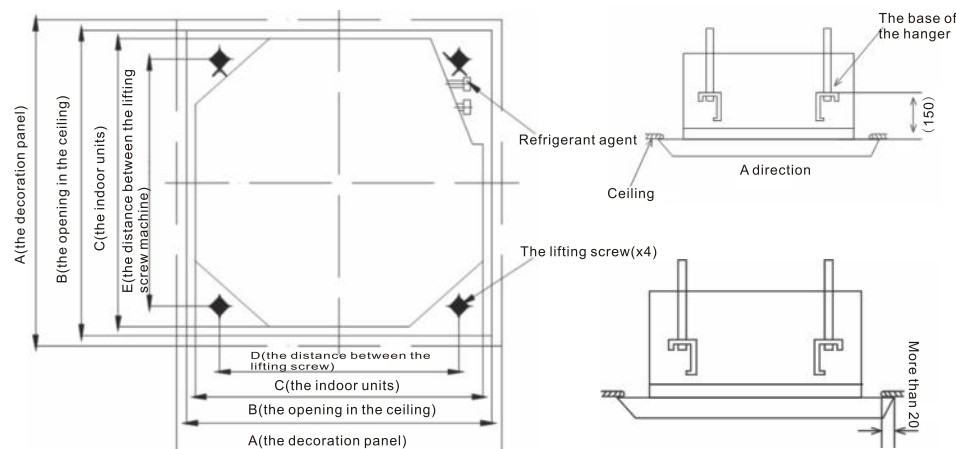 A(the decoration panel)
B(the opening in the ceiling)
C(the indoor units)
E(the distance between the lifting
screw machine)
Refrigerant agent
The lifting screw(x4)
D(the distance between the
lifting screw)
C(the indoor units)
B(the opening in the ceiling)
A(the decoration panel)
The base of
the hanger
(150)
A direction
Ceiling
More than 20